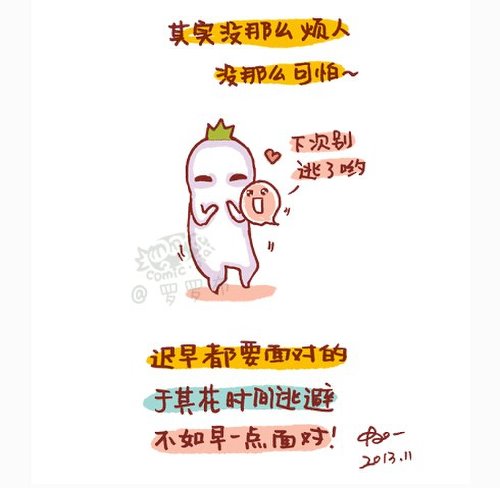 其实没那么烦人
没那么可怕~
下次别
逃了哟
comic.
@罗罗
迟早都要面对的
于其花时间逃避
不如早一点面对!
2013.11